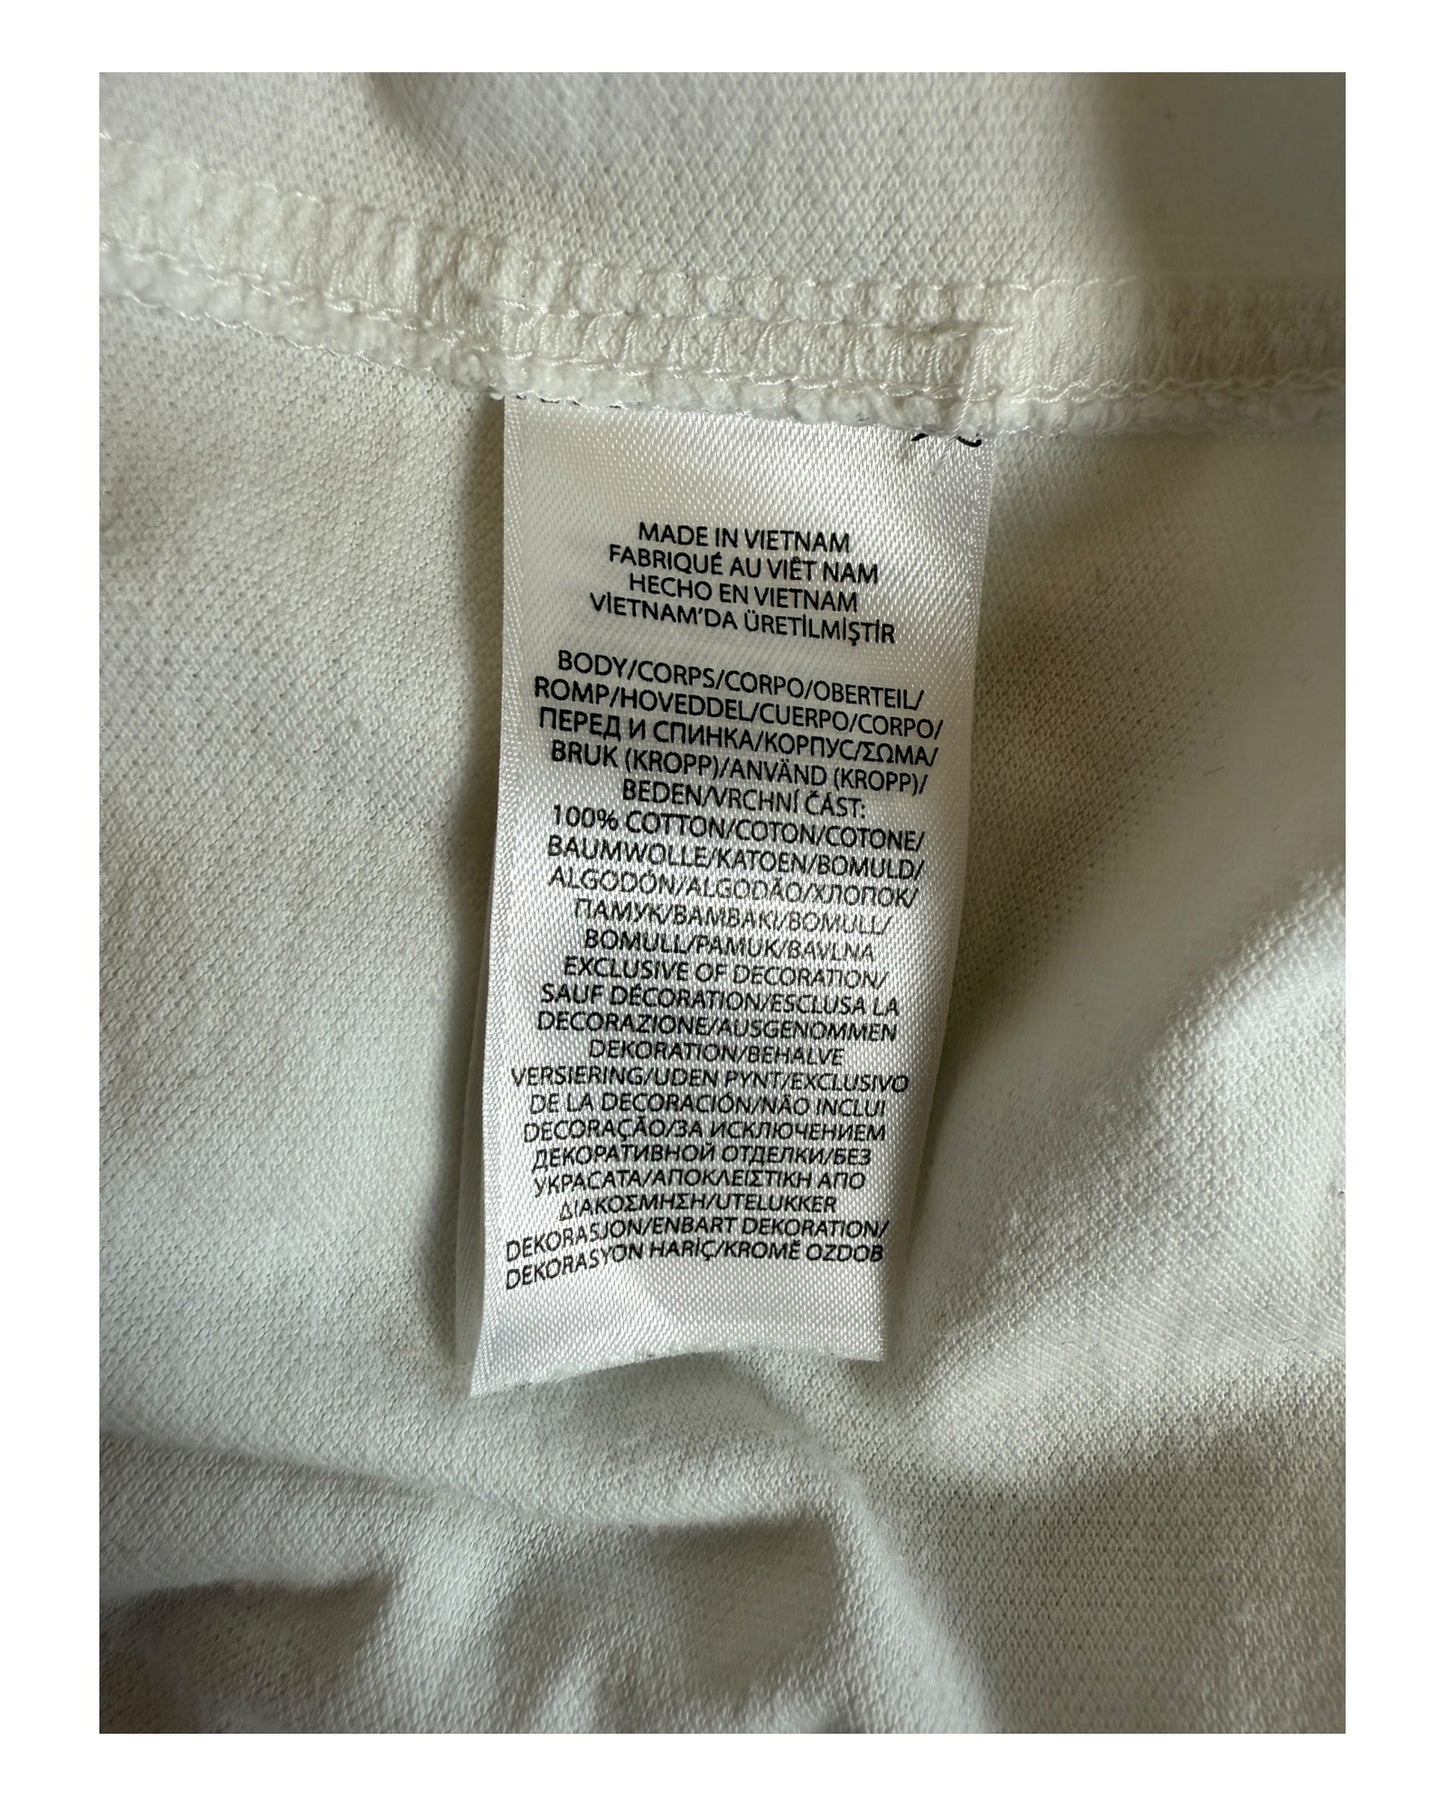 MADE IN VIETNAM
FABRIQUÉ AU VIÊT NAM
HECHO EN VIETNAM
VİETNAM'DA ÜRETİLMİŞTİR
BODY/CORPS/CORPO/OBERTEIL/
ROMP/HOVEDDEL/CUERPO/CORPO/
ПЕРЕД И СПИНКА/КОРПУС/ΣΩΜΑ/
BRUK (KROPP)/ANVÄND (KROPP)/
BEDEN/VRCHNÍ ČÁST:
100% COTTON/COTON/COTONE/
BAUMWOLLE/KATOEN/BOMULD/
ALGODÓN/ALGODÃO/ХЛОПОК/
ПАМУК/ΒΑΜΒΑΚΙ/BOMULL/
BOMULL/PAMUK/BAVLNA
EXCLUSIVE OF DECORATION/
SAUF DÉCORATION/ESCLUSA LA
DECORAZIONE/AUSGENOMMEN
DEKORATION/BEHALVE
VERSIERING/UDEN PYNT/EXCLUSIVO
DE LA DECORACIÓN/NÃO INCLUI
DECORAÇÃO/ЗА ИСКЛЮЧЕНИЕМ
ДЕКОРАТИВНОЙ ОТДЕЛКИ/БЕЗ
УКРАСАТА/ΑΠΟΚΛΕΙΣΤΙΚΗ ΑΠΟ
ΔΙΑΚΟΣΜΗΣΗ/UTELUKKER
DEKORASJON/ENBART DEKORATION/
DEKORASYON HARİÇ/KROMĚ OZDOB